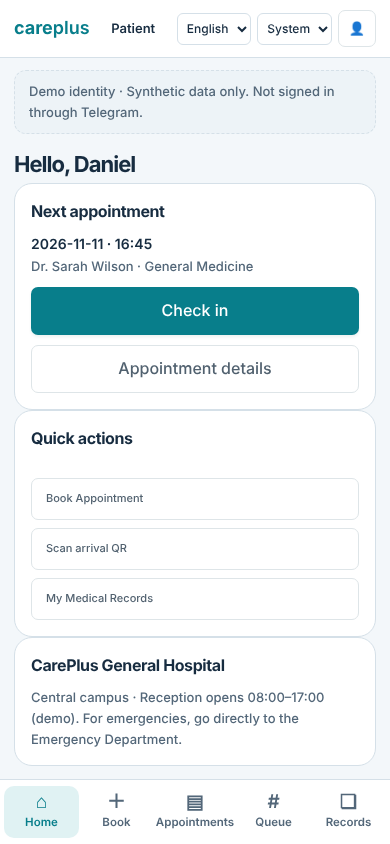 careplus Patient English System
Demo identity · Synthetic data only. Not signed in
through Telegram.
Hello, Daniel
Next appointment
2026-11-11 · 16:45
Dr. Sarah Wilson · General Medicine
Check in
Appointment details
Quick actions
Book Appointment
Scan arrival QR
My Medical Records
CarePlus General Hospital
Central campus · Reception opens 08:00–17:00
(demo). For emergencies, go directly to the
Emergency Department.
# 
Home Book Appointments Queue Records